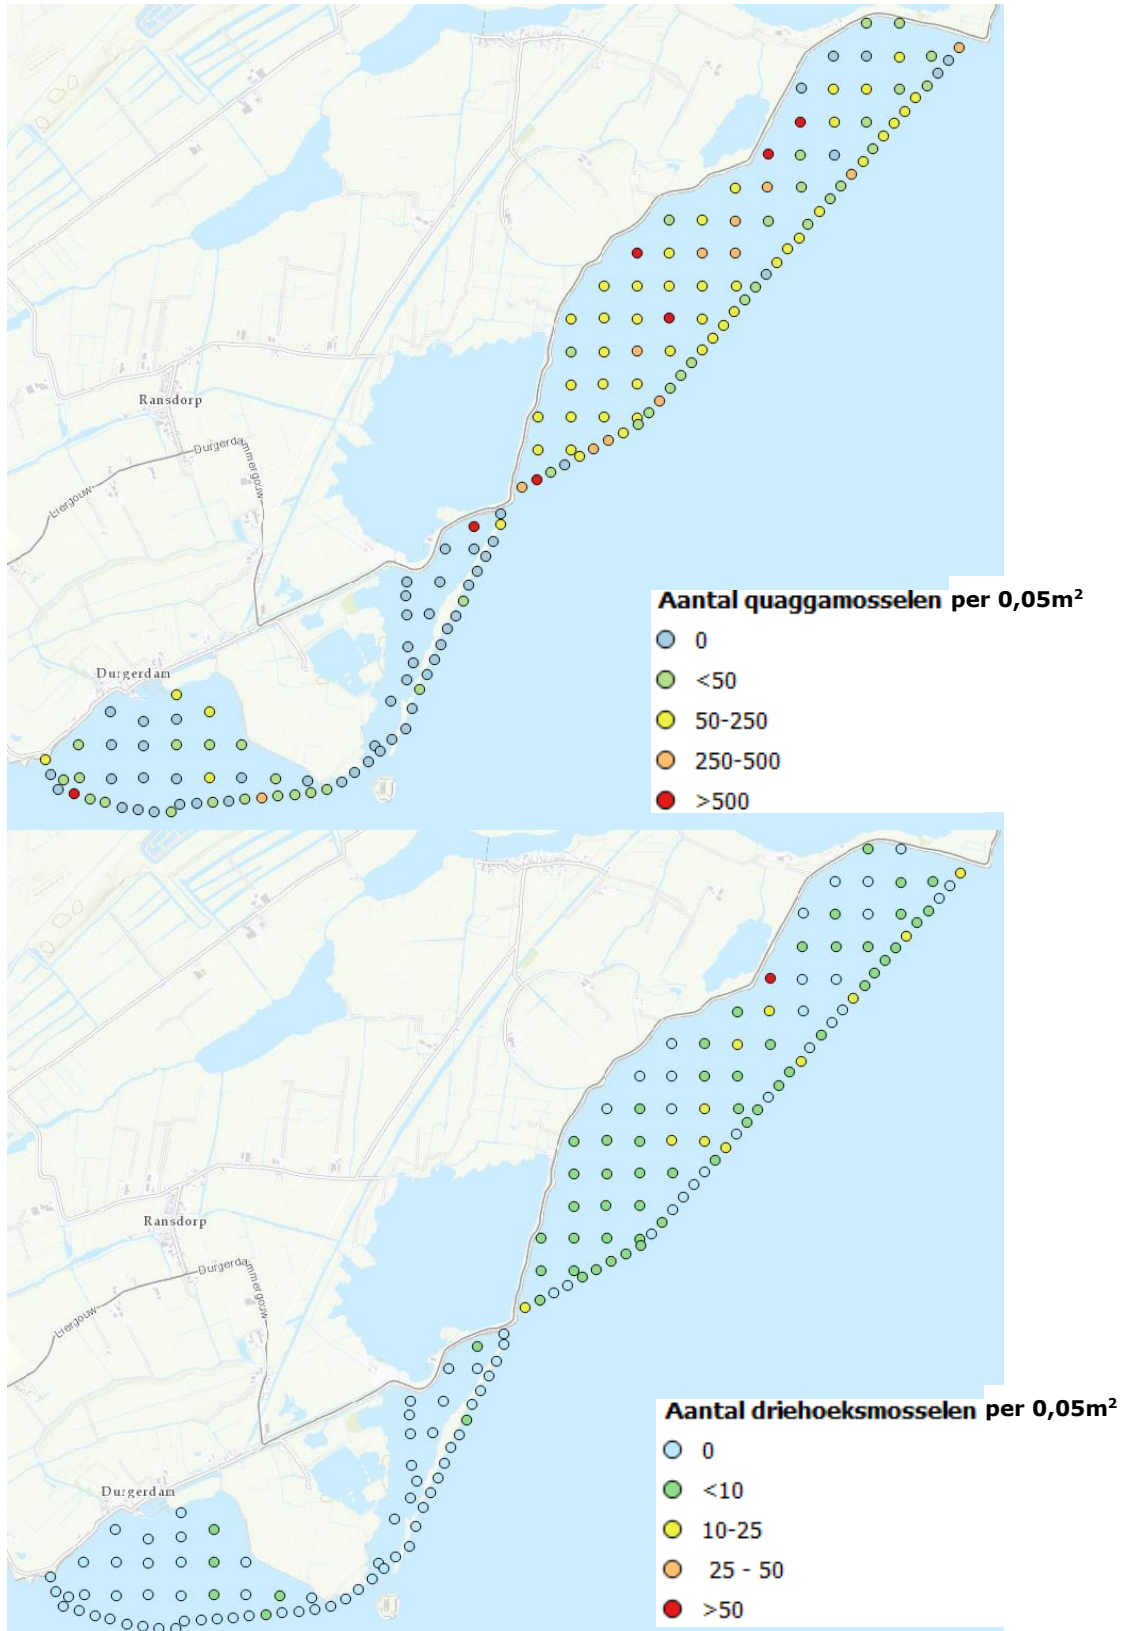 Ransdorp
Durgerdammergouw
Liergouw
Durgerdam
Aantal quaggamosselen per 0,05m²
0
<50
50-250
250-500
>500
Ransdorp
Durgerdammergouw
Liergouw
Durgerdam
Aantal driehoeksmosselen per 0,05m²
0
<10
10-25
25 - 50
>50